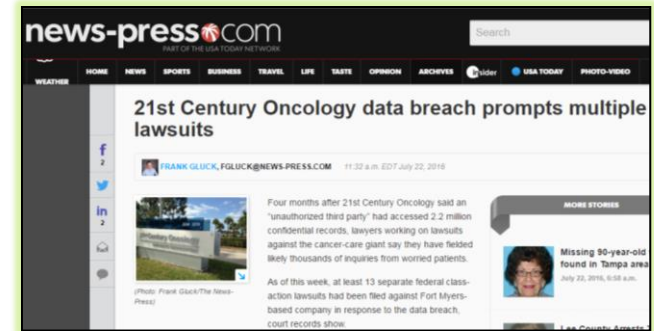 news-press.com
PART OF THE USA TODAY NETWORK
Search
WEATHER
HOME
NEWS
SPORTS
BUSINESS
TRAVEL
LIFE
TASTE
OPINION
ARCHIVES
insider
USA TODAY
PHOTO-VIDEO
21st Century Oncology data breach prompts multiple
lawsuits
FRANK GLUCK, FGLUCK@NEWS-PRESS.COM 11:32 a.m. EDT July 22, 2016
f
2
in
2
Four months after 21st Century Oncology said an
"unauthorized third party" had accessed 2.2 million
confidential records, lawyers working on lawsuits
against the cancer-care giant say they have fielded
likely thousands of inquiries from worried patients.
(Photo: Frank Gluck/The News-
Press)
As of this week, at least 13 separate federal class-
action lawsuits had been filed against Fort Myers-
based company in response to the data breach,
court records show.
MORE STORIES
Missing 90-year-old
found in Tampa area
July 22, 2016, 6:58 a.m.
Lee County Arrests